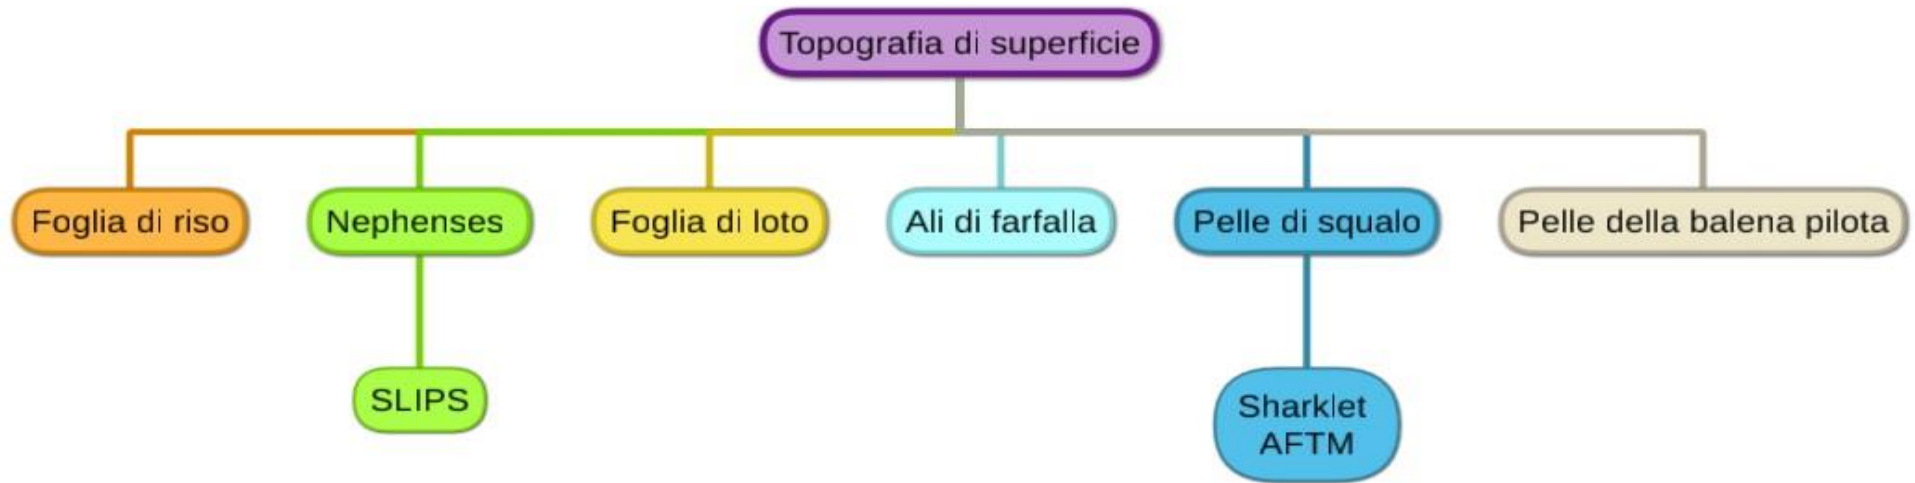 Topografia di superficie
Foglia di riso
Nephenses
Foglia di loto
Ali di farfalla
Pelle di squalo
Pelle della balena pilota
SLIPS
Sharklet
AFTM